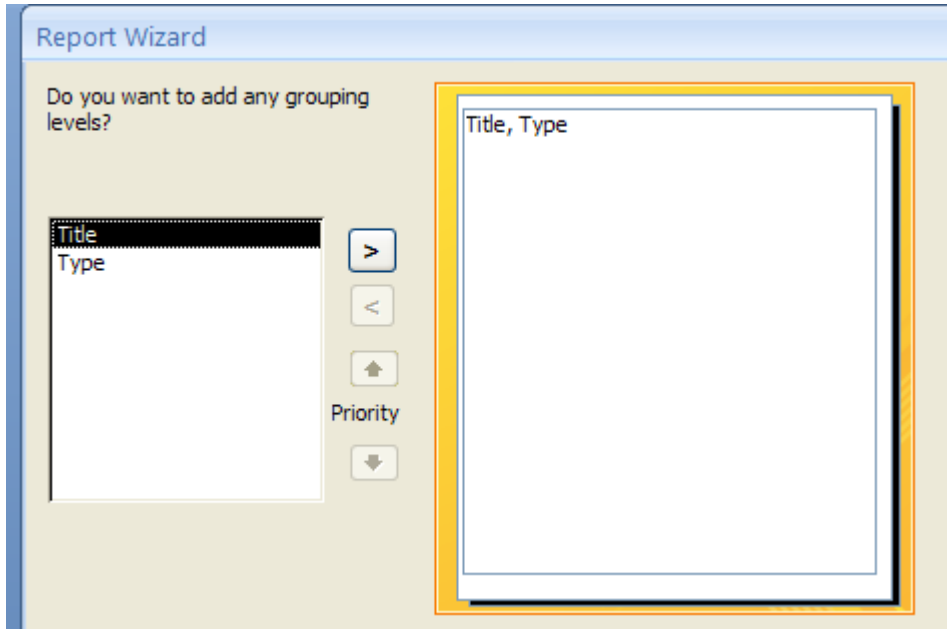 Report Wizard
Do you want to add any grouping
levels?
Title, Type
Title
Type
>
<
Priority